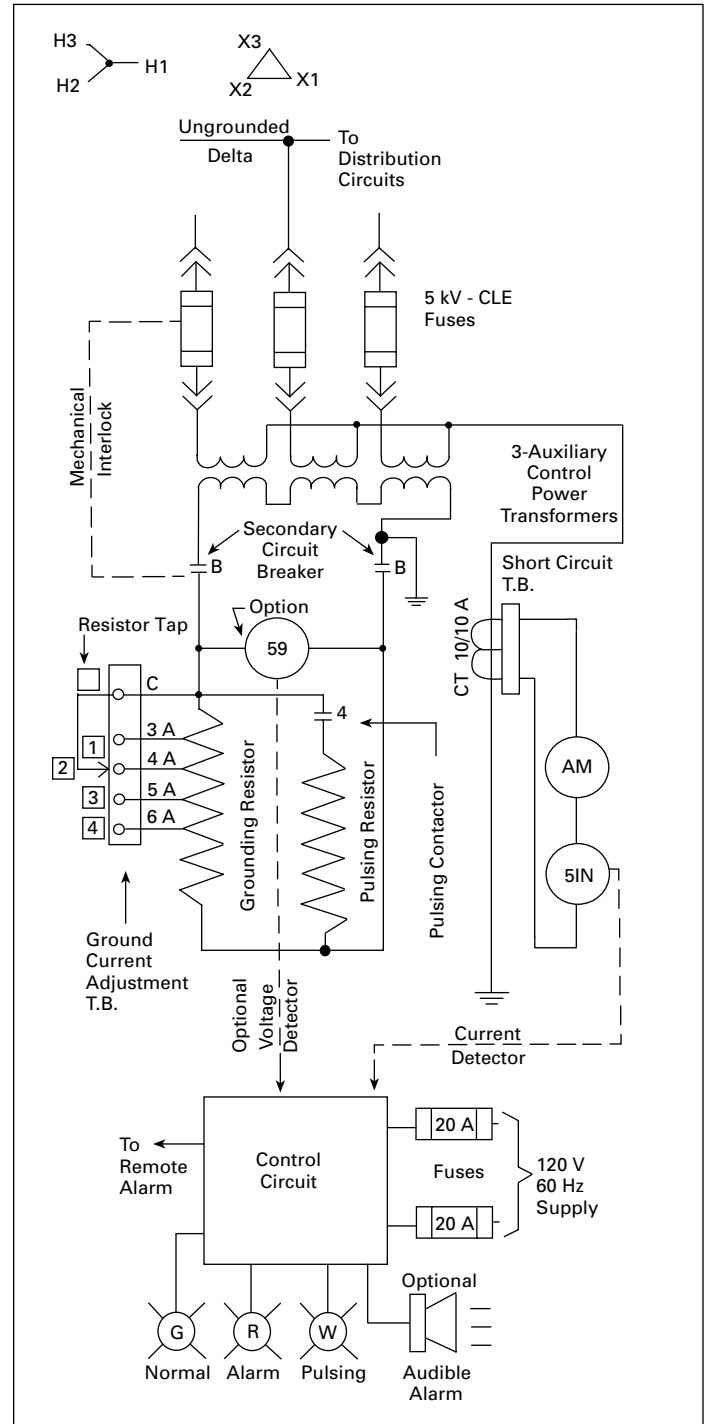 H3
H1
H2
X3
X2
X1
Ungrounded
Delta
To
Distribution
Circuits
5 kV - CLE
Fuses
Mechanical
Interlock
3-Auxiliary
Control
Power
Transformers
Secondary
Circuit
Breaker
B
B
Short Circuit
T.B.
CT 10/10 A
Option
59
Resistor Tap
C
4
1
3 A
2
4 A
3
5 A
4
6 A
Grounding Resistor
Pulsing Resistor
Pulsing Contactor
AM
5IN
Ground
Current
Adjustment
T.B.
Optional
Voltage
Detector
Current
Detector
To
Remote
Alarm
Control
Circuit
20 A
Fuses
20 A
120 V
60 Hz
Supply
Optional
G
R
W
Normal
Alarm
Pulsing
Audible
Alarm